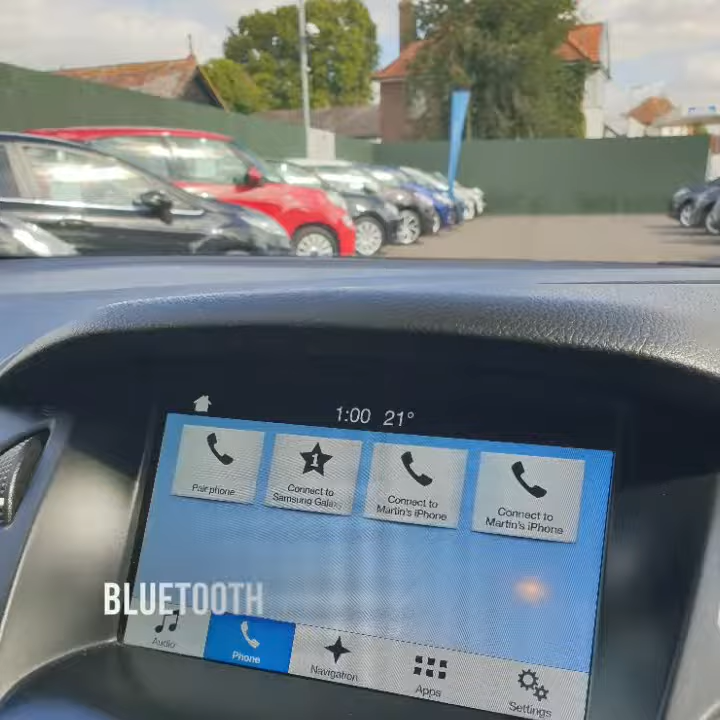 1:00 21°
Pair phone
1
Connect to
Samsung Galax
Connect to
Martin's iPhone
Connect to
Martin's iPhone
BLUETOOTH
Audio
Phone
Navigation
Apps
Settings